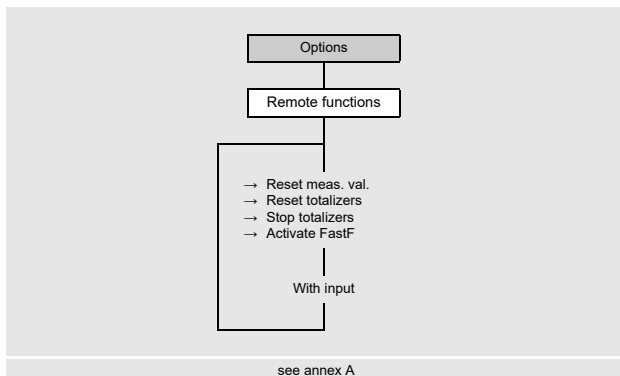 Options
Remote functions
→ Reset meas. val.
→ Reset totalizers
→ Stop totalizers
→ Activate FastF
With input
see annex A